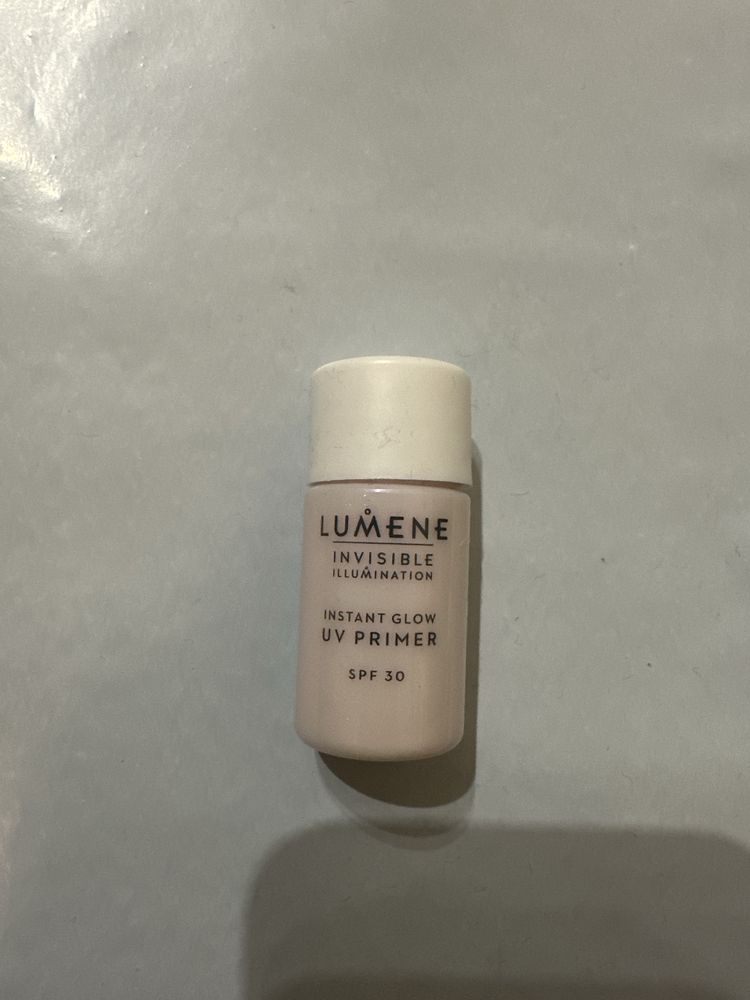 LUMENE
INVISIBLE
ILLUMINATION
INSTANT GLOW
UV PRIMER
SPF 30